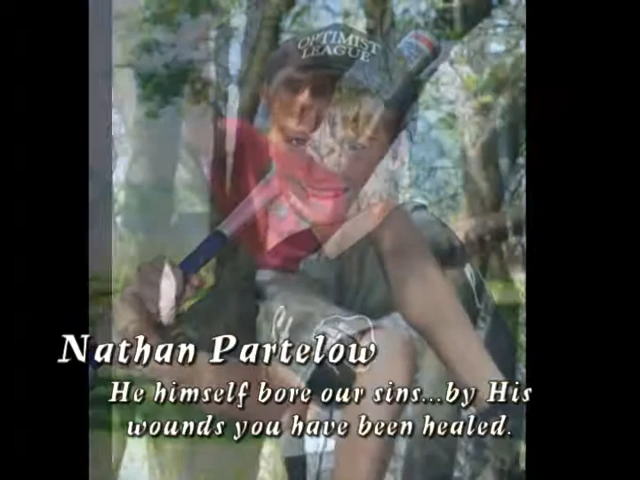 OPTIMIST
LEAGUE
Nathan Partelow
He himself bore our sins...by His
wounds you have been healed.